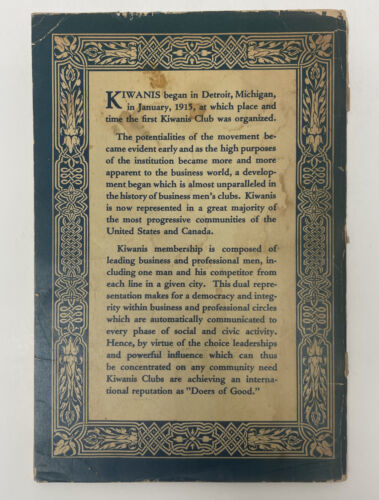 KIWANIS began in Detroit, Michigan,
in January, 1915, at which place and
time the first Kiwanis Club was organized.
The potentialities of the movement be-
came evident early and as the high purposes
of the institution became more and more
apparent to the business world, a develop-
ment began which is almost unparalleled in
the history of business men's clubs. Kiwanis
is now represented in a great majority of
the most progressive communities of the
United States and Canada.
Kiwanis membership is composed of
leading business and professional men, in-
cluding one man and his competitor from
each line in a given city. This dual repre-
sentation makes for a democracy and integ-
rity within business and professional circles
which are automatically communicated to
every phase of social and civic activity.
Hence, by virtue of the choice leaderships
and powerful influence which can thus
be concentrated on any community need
Kiwanis Clubs are achieving an interna-
tional reputation as "Doers of Good."